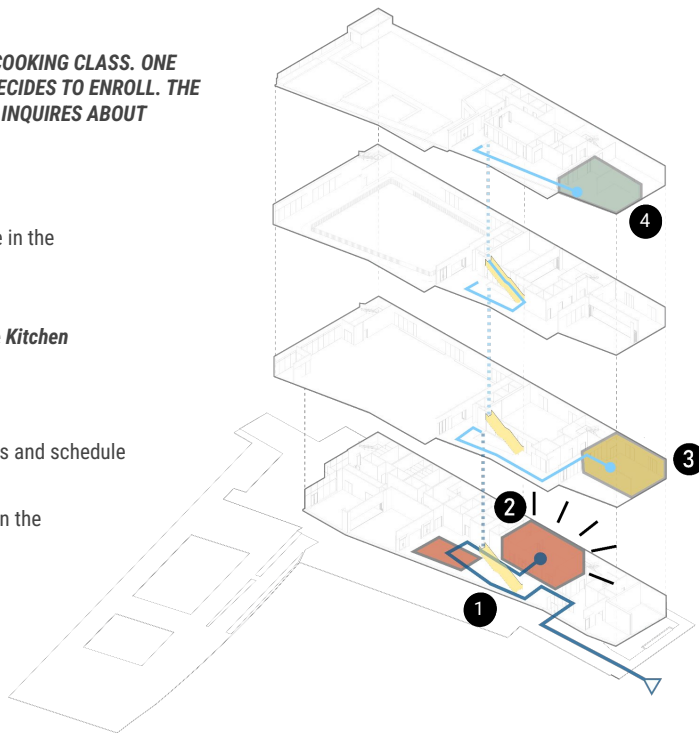 COOKING CLASS. ONE
ECIDES TO ENROLL. THE
INQUIRES ABOUT
e in the
Kitchen
s and schedule
n the
4
3
2
1